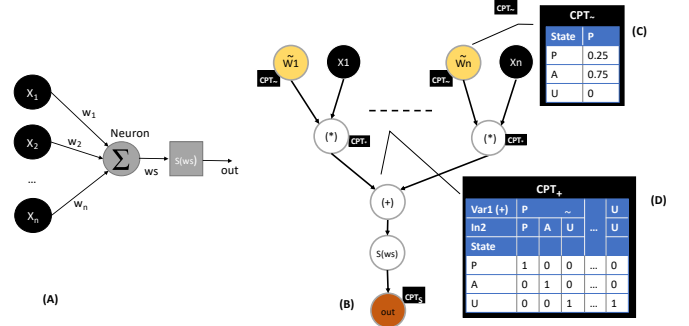 X1
X2
...
Xn
w1
w2
wn
Neuron
Σ
ws
S(ws)
out
(A)
W̃1
X1
CPT~
(*)
CPT*
W̃n
Xn
CPT~
CPT~
(*)
CPT*
(+)
S(ws)
out
CPTS
(B)
CPT~
State P
P 0.25
A 0.75
U 0
(C)
CPT+
Var1 (+) P ~ U
In2 P A U ... U
State
P 1 0 0 ... 0
A 0 1 0 ... 0
U 0 0 1 ... 1
(D)